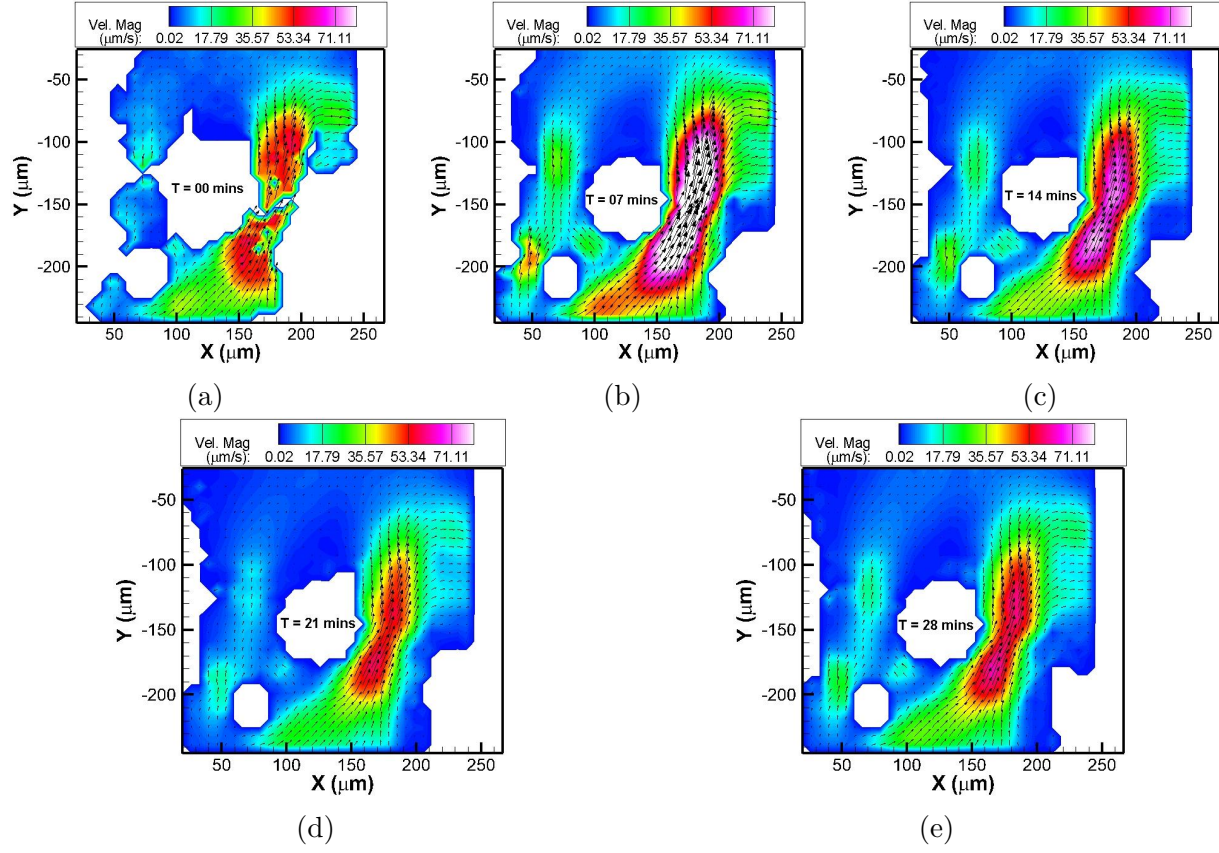 Vel. Mag
(μm/s): 0.02 17.79 35.57 53.34 71.11
-50
-100
-150
-200
Y (μm)
T = 00 mins
50 100 150 200 250
X (μm)
(a)
Vel. Mag
(μm/s): 0.02 17.79 35.57 53.34 71.11
-50
-100
-150
-200
Y (μm)
T = 07 mins
50 100 150 200
X (μm)
(b)
Vel. Mag
(μm/s): 0.02 17.79 35.57 53.34 71.11
-50
-100
-150
-200
Y (μm)
T = 14 mins
50 100 150 200 250
X (μm)
(c)
Vel. Mag
(μm/s): 0.02 17.79 35.57 53.34 71.11
-50
-100
-150
-200
Y (μm)
T = 21 mins
50 100 150 200 250
X (μm)
(d)
Vel. Mag
(μm/s): 0.02 17.79 35.57 53.34 71.11
-50
-100
-150
-200
Y (μm)
T = 28 mins
50 100 150 200 250
X (μm)
(e)